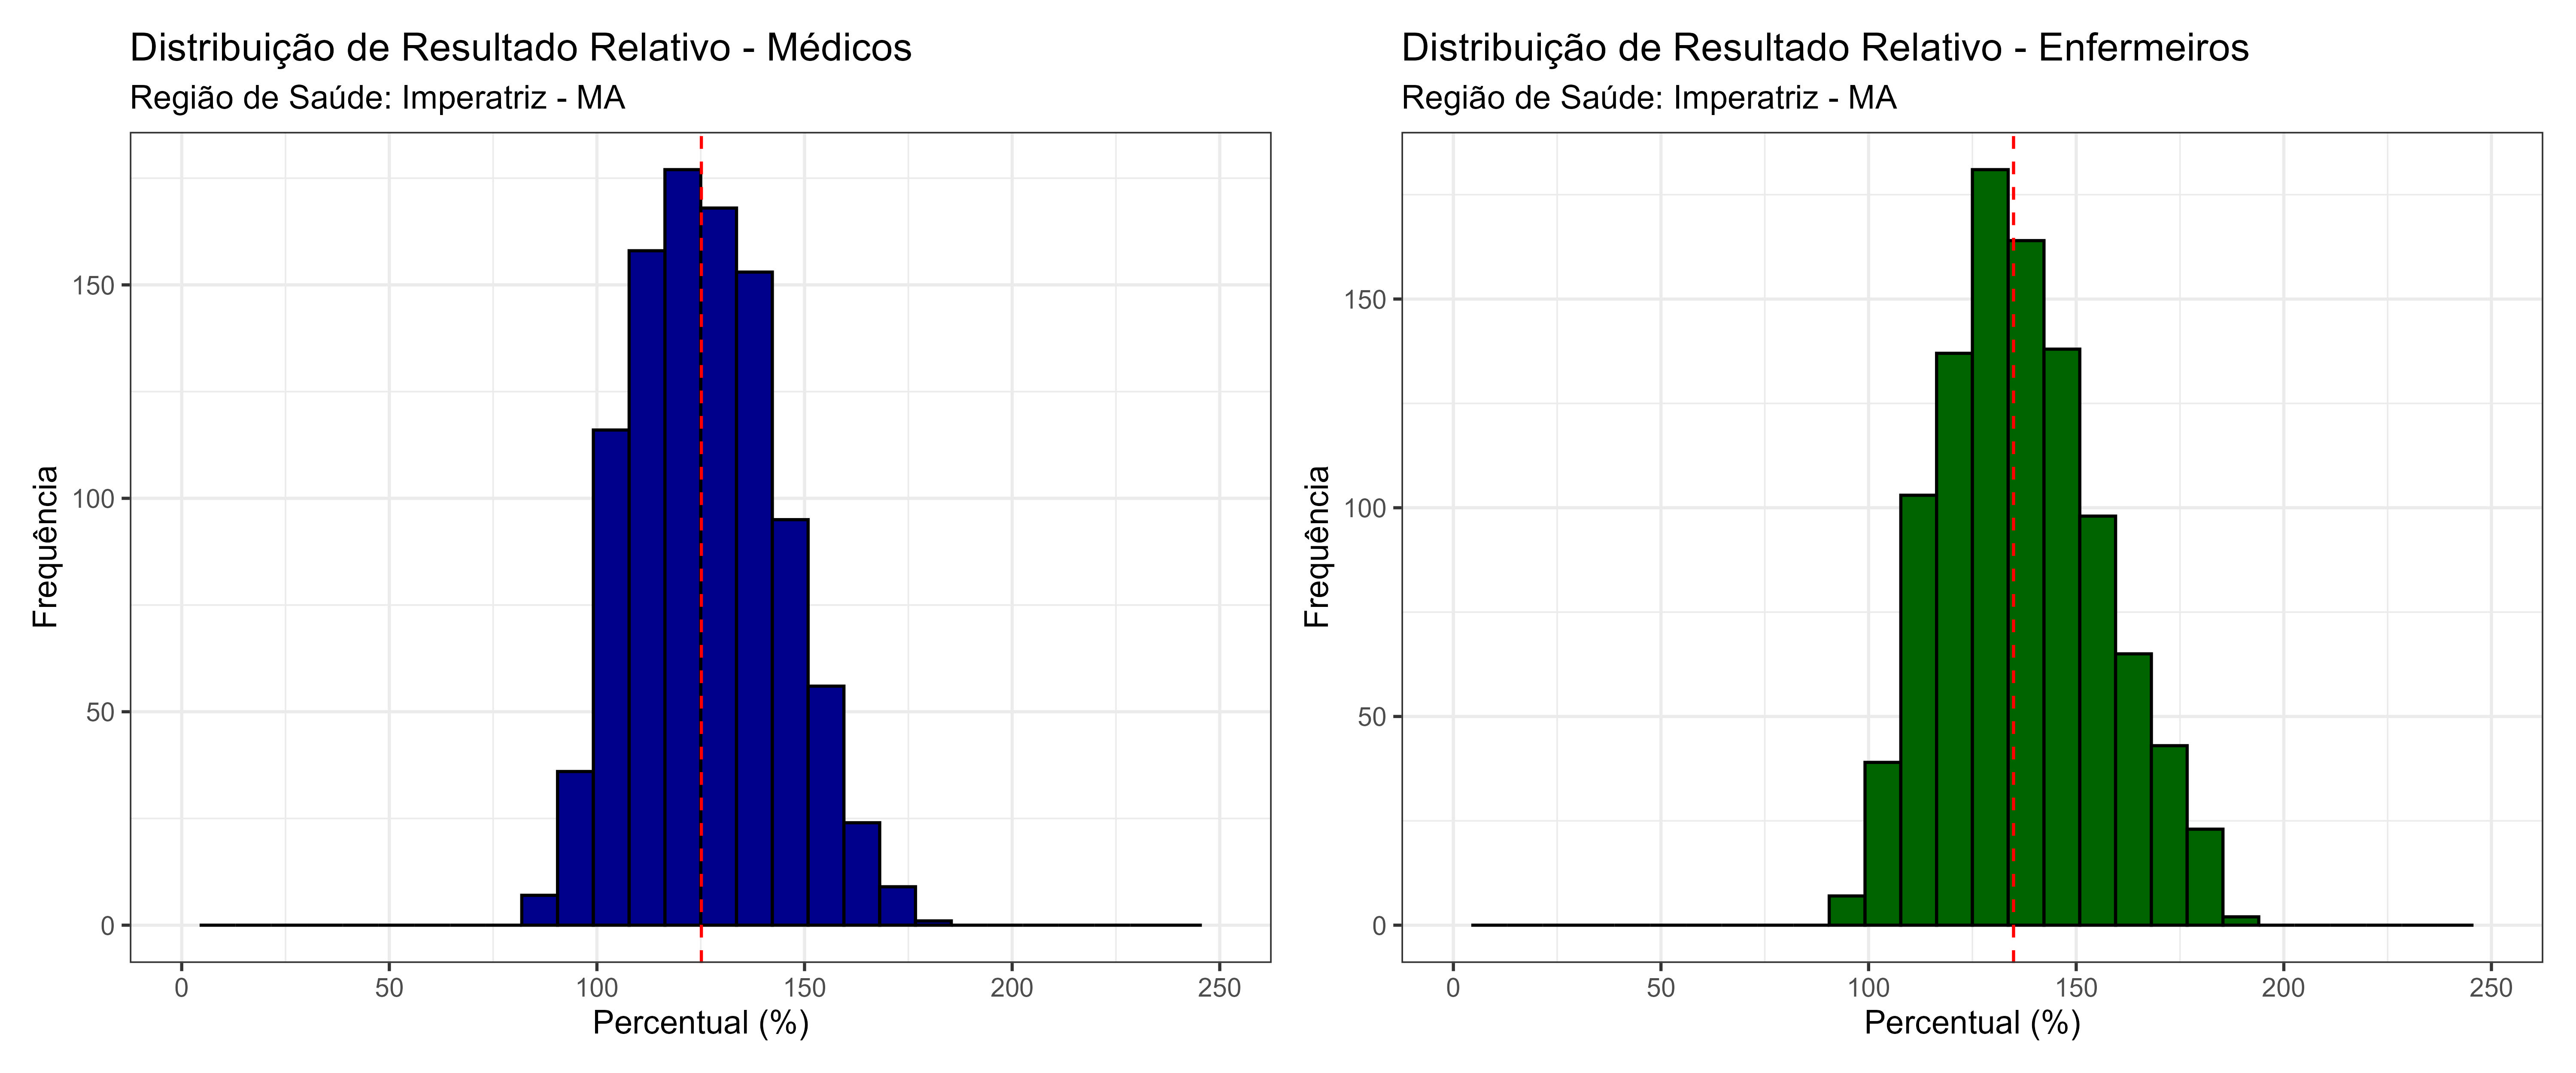 Distribuição de Resultado Relativo - Médicos
Região de Saúde: Imperatriz - MA
Frequência
150
100
50
0
0 50 100 150 200 250
Percentual (%)
Distribuição de Resultado Relativo - Enfermeiros
Região de Saúde: Imperatriz - MA
Frequência
150
100
50
0
0 50 100 150 200 250
Percentual (%)